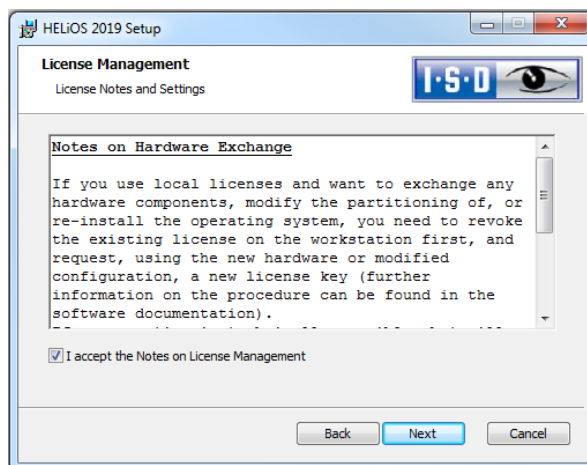 HELiOS 2019 Setup
License Management
License Notes and Settings
I·S·D
Notes on Hardware Exchange
If you use local licenses and want to exchange any
hardware components, modify the partitioning of, or
re-install the operating system, you need to revoke
the existing license on the workstation first, and
request, using the new hardware or modified
configuration, a new license key (further
information on the procedure can be found in the
software documentation).
I accept the Notes on License Management
Back
Next
Cancel